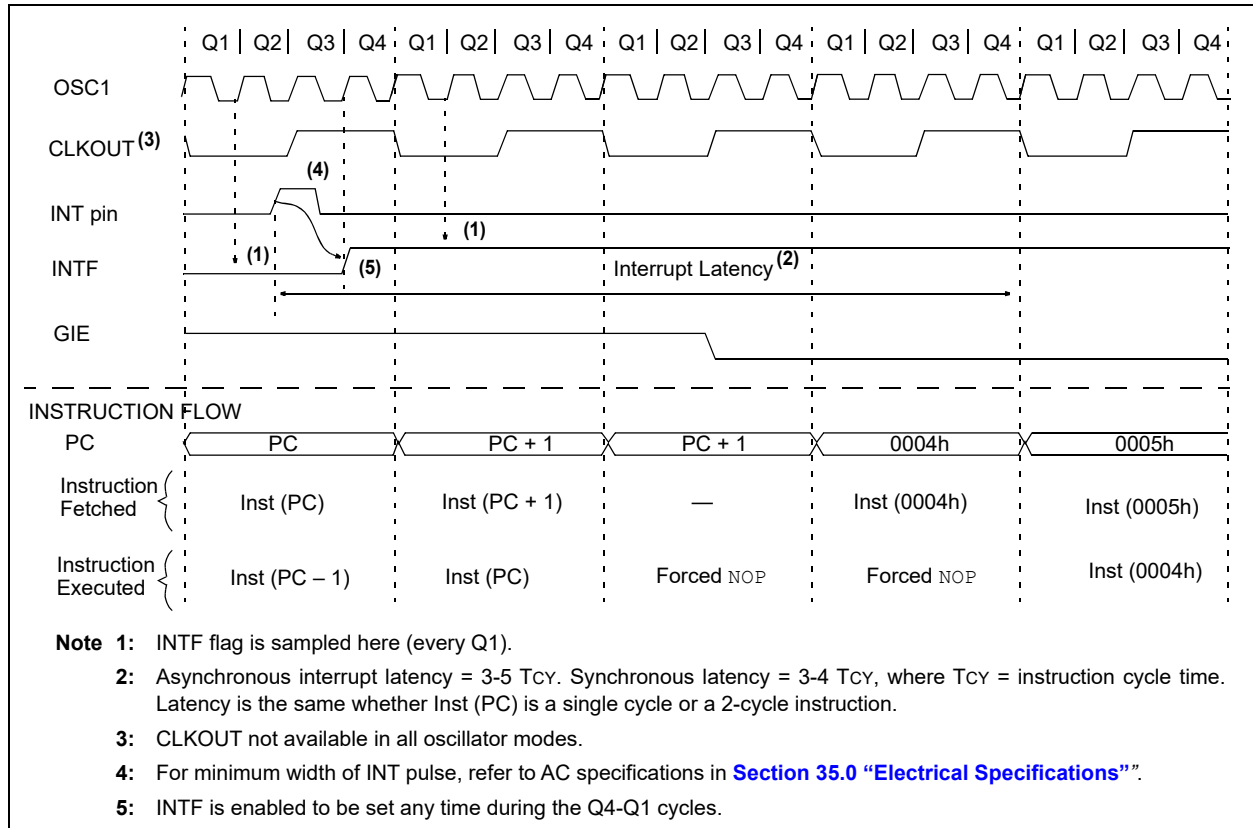 Q1 | Q2 | Q3 | Q4 Q1 | Q2 | Q3 | Q4 Q1 | Q2 | Q3 | Q4 Q1 | Q2 | Q3 | Q4 Q1 | Q2 | Q3 | Q4
OSC1
CLKOUT (3)
(4)
INT pin
(1)
(1)
INTF
(5)
Interrupt Latency (2)
GIE
INSTRUCTION FLOW
PC PC PC + 1 PC + 1 0004h 0005h
Instruction
Fetched
Inst (PC) Inst (PC + 1) — Inst (0004h) Inst (0005h)
Instruction
Executed
Inst (PC – 1) Inst (PC) Forced NOP Forced NOP Inst (0004h)
Note 1: INTF flag is sampled here (every Q1).
2: Asynchronous interrupt latency = 3-5 TCY. Synchronous latency = 3-4 TCY, where TCY = instruction cycle time.
Latency is the same whether Inst (PC) is a single cycle or a 2-cycle instruction.
3: CLKOUT not available in all oscillator modes.
4: For minimum width of INT pulse, refer to AC specifications in Section 35.0 “Electrical Specifications””.
5: INTF is enabled to be set any time during the Q4-Q1 cycles.